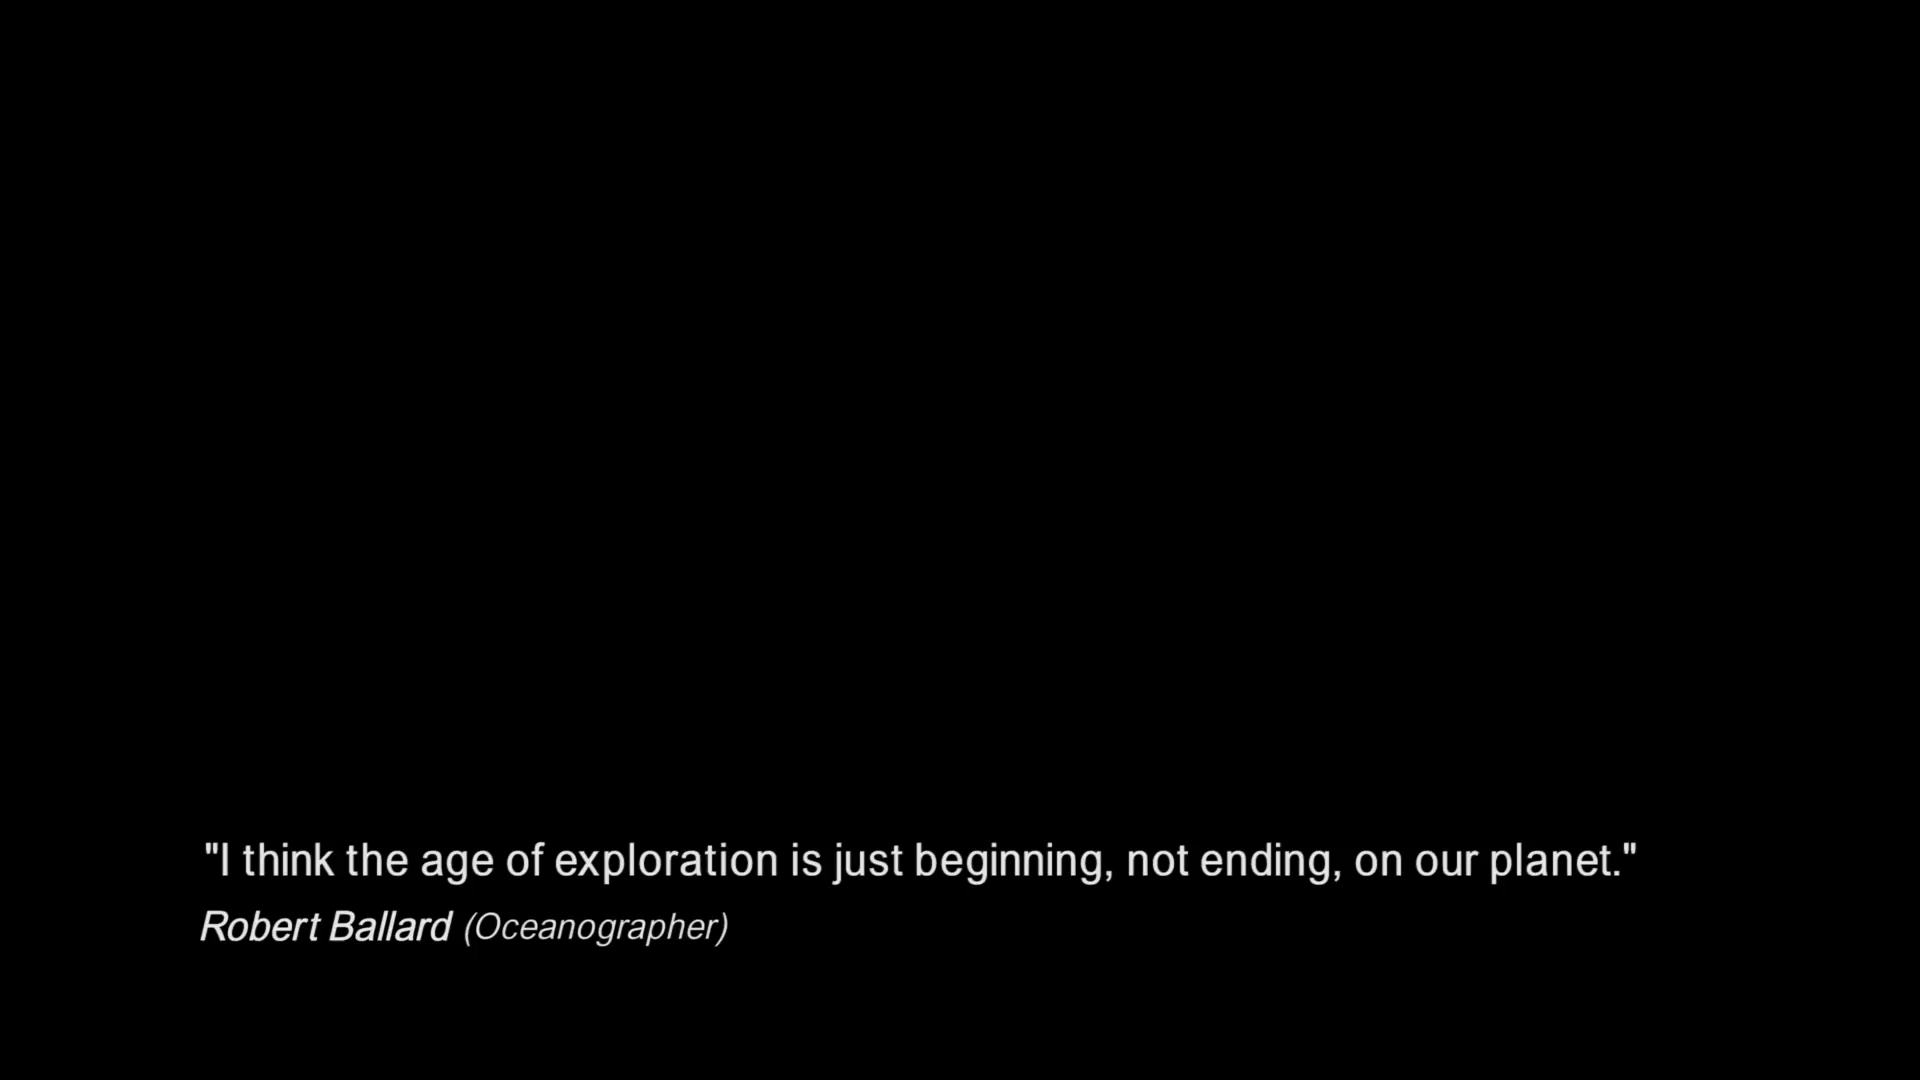 "I think the age of exploration is just beginning, not ending, on our planet."
Robert Ballard (Oceanographer)